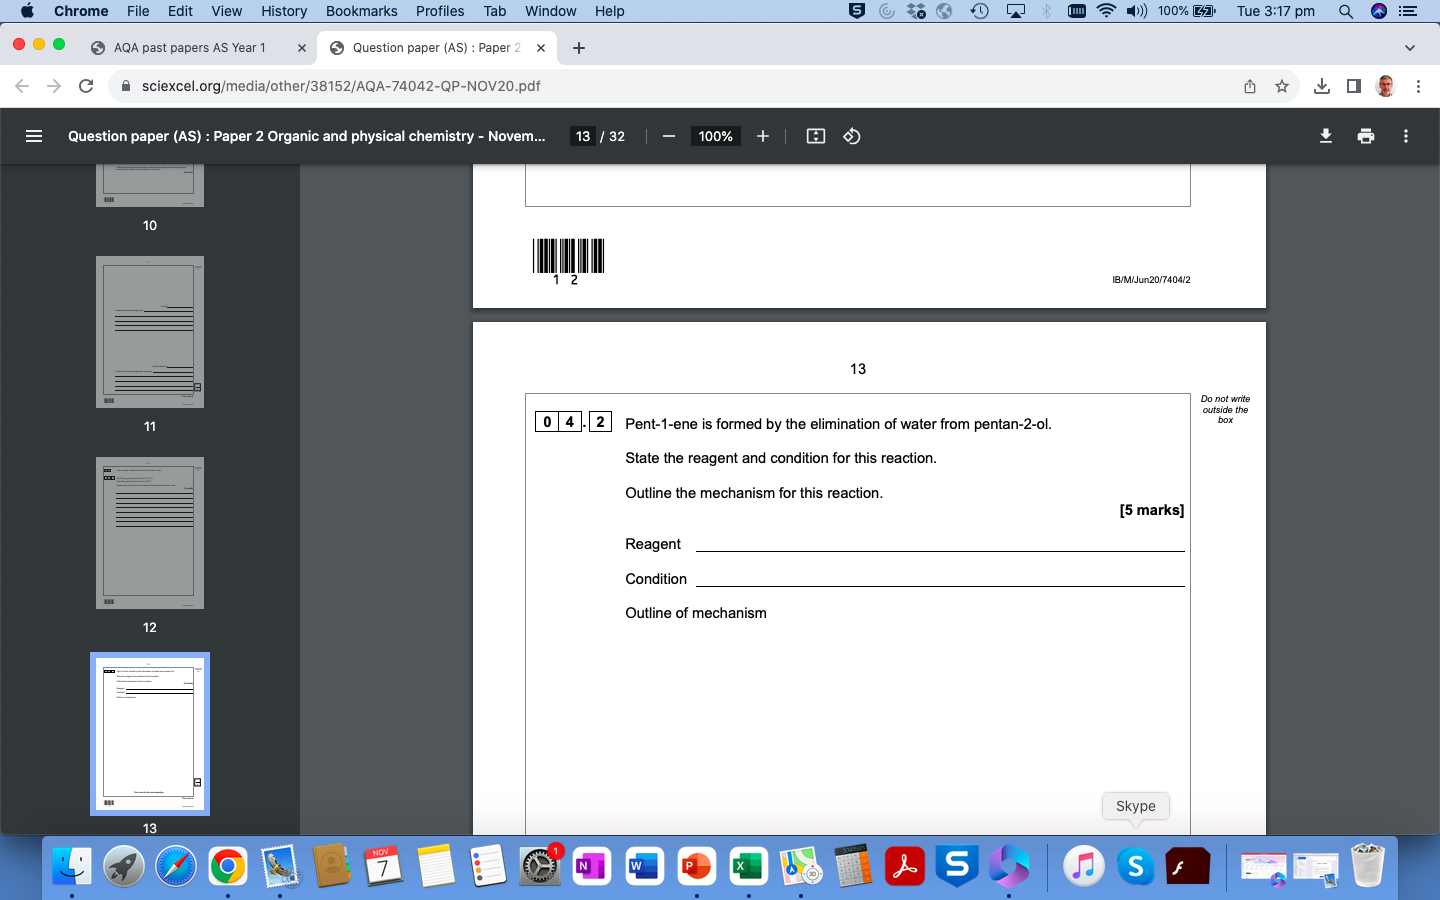 Chrome File Edit View History Bookmarks Profiles Tab Window Help 100% Tue 3:17 pm
AQA past papers AS Year 1
Question paper (AS) : Paper 2
sciexcel.org/media/other/38152/AQA-74042-QP-NOV20.pdf
Question paper (AS) : Paper 2 Organic and physical chemistry - Novem... 13 / 32 100%
10
11
12
13
1 2
IB/M/Jun20/7404/2
13
Do not write
outside the
box
0 4 . 2 Pent-1-ene is formed by the elimination of water from pentan-2-ol.
State the reagent and condition for this reaction.
Outline the mechanism for this reaction.
[5 marks]
Reagent
Condition
Outline of mechanism
Skype
NOV
7
1